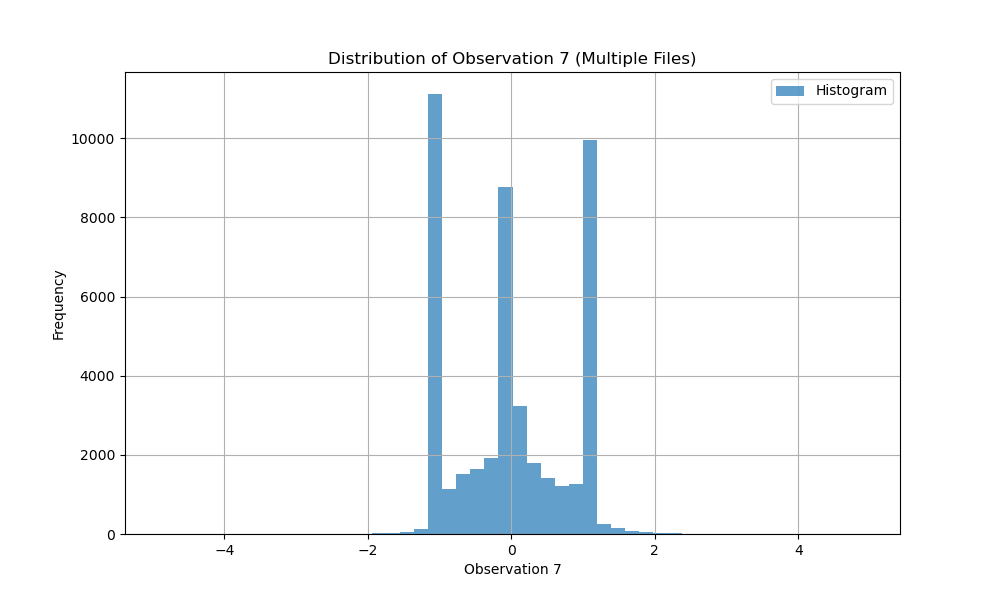 Distribution of Observation 7 (Multiple Files)
Histogram
10000
8000
6000
4000
2000
0
Frequency
−4
−2
0
2
4
Observation 7